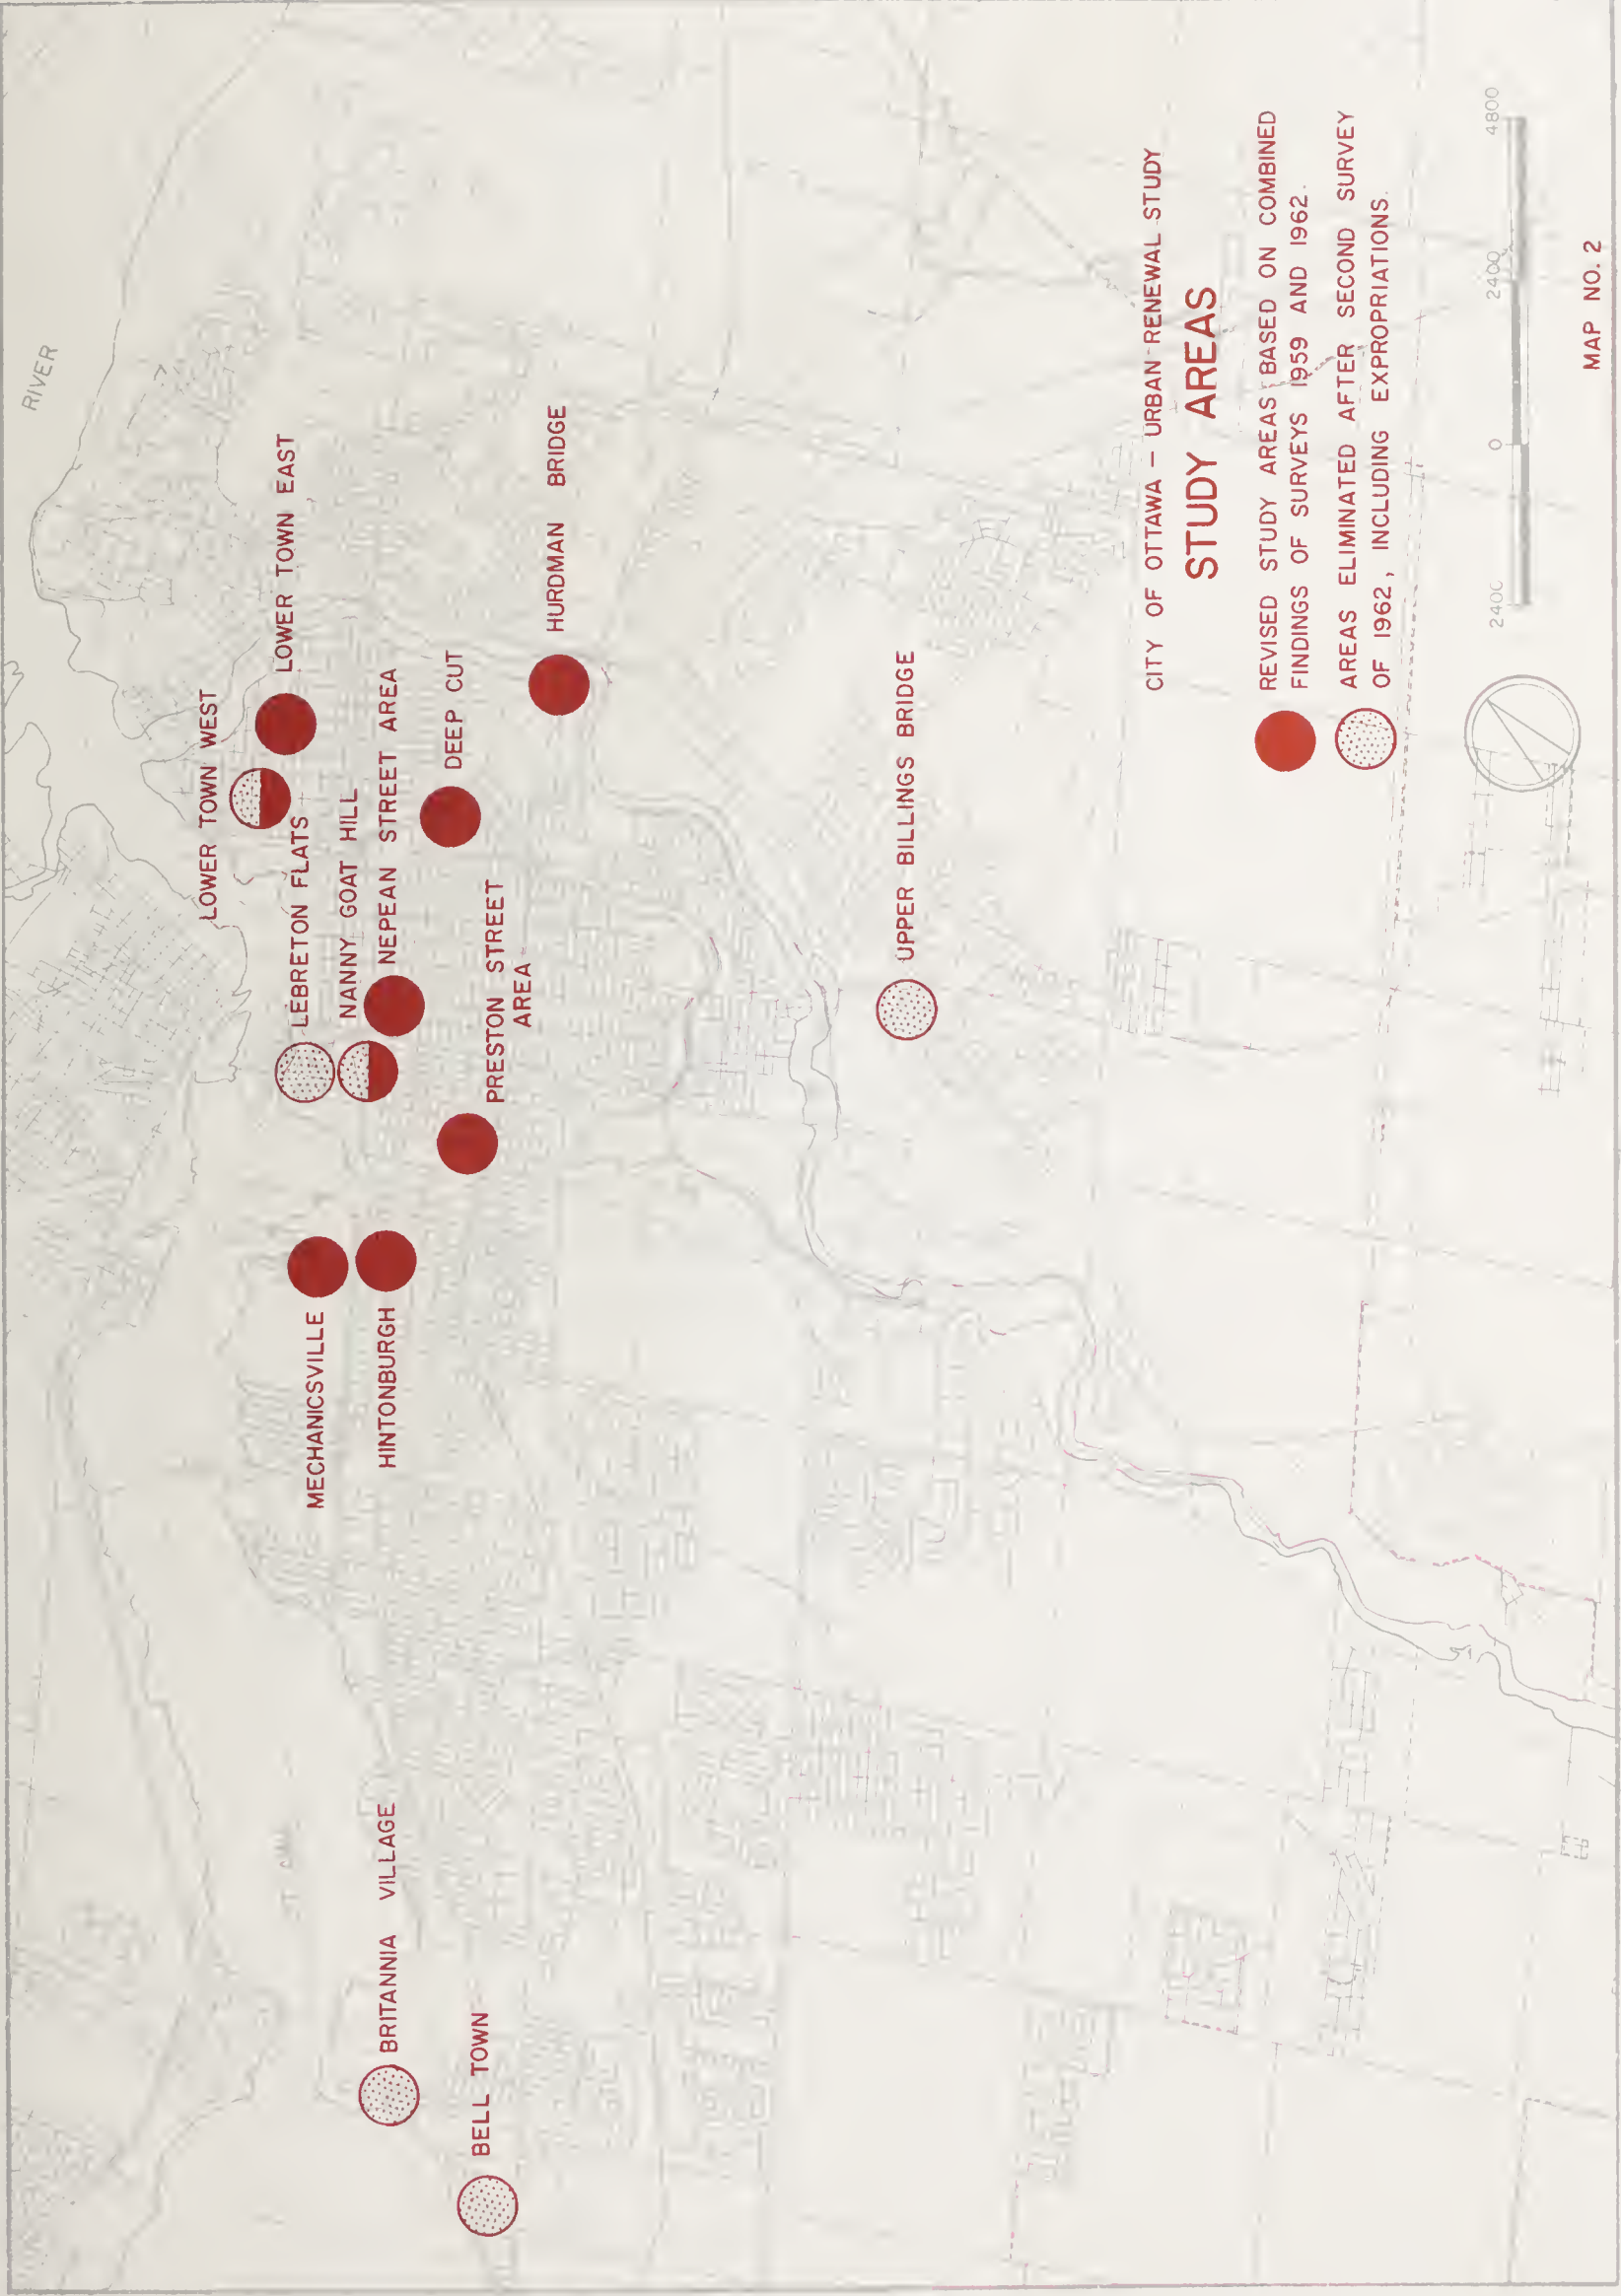 RIVER
LOWER TOWN WEST
LOWER TOWN EAST
LEBRETON FLATS
NANNY GOAT HILL
NEPEAN STREET AREA
DEEP CUT
PRESTON STREET
AREA
HURDMAN BRIDGE
MECHANICSVILLE
HINTONBURGH
BRITANNIA VILLAGE
BELL TOWN
UPPER BILLINGS BRIDGE
CITY OF OTTAWA – URBAN RENEWAL STUDY
STUDY AREAS
REVISED STUDY AREAS BASED ON COMBINED
FINDINGS OF SURVEYS 1959 AND 1962.
AREAS ELIMINATED AFTER SECOND SURVEY
OF 1962, INCLUDING EXPROPRIATIONS.
2400 0 2400 4800
MAP NO. 2